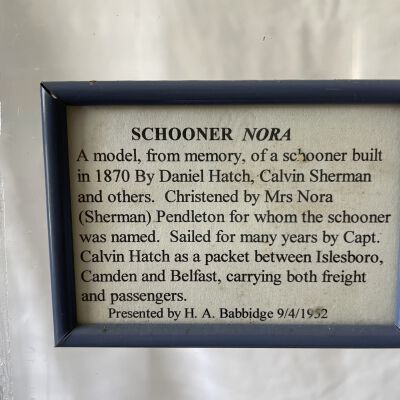 SCHOONER NORA
A model, from memory, of a schooner built
in 1870 By Daniel Hatch, Calvin Sherman
and others. Christened by Mrs Nora
(Sherman) Pendleton for whom the schooner
was named. Sailed for many years by Capt.
Calvin Hatch as a packet between Islesboro,
Camden and Belfast, carrying both freight
and passengers.
Presented by H. A. Babbidge 9/4/1952